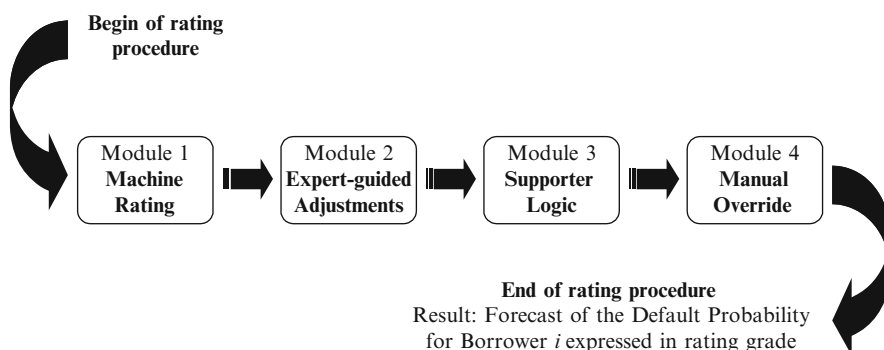 Begin of rating
procedure
Module 1
Machine
Rating
Module 2
Expert-guided
Adjustments
Module 3
Supporter
Logic
Module 4
Manual
Override
End of rating procedure
Result: Forecast of the Default Probability
for Borrower i expressed in rating grade